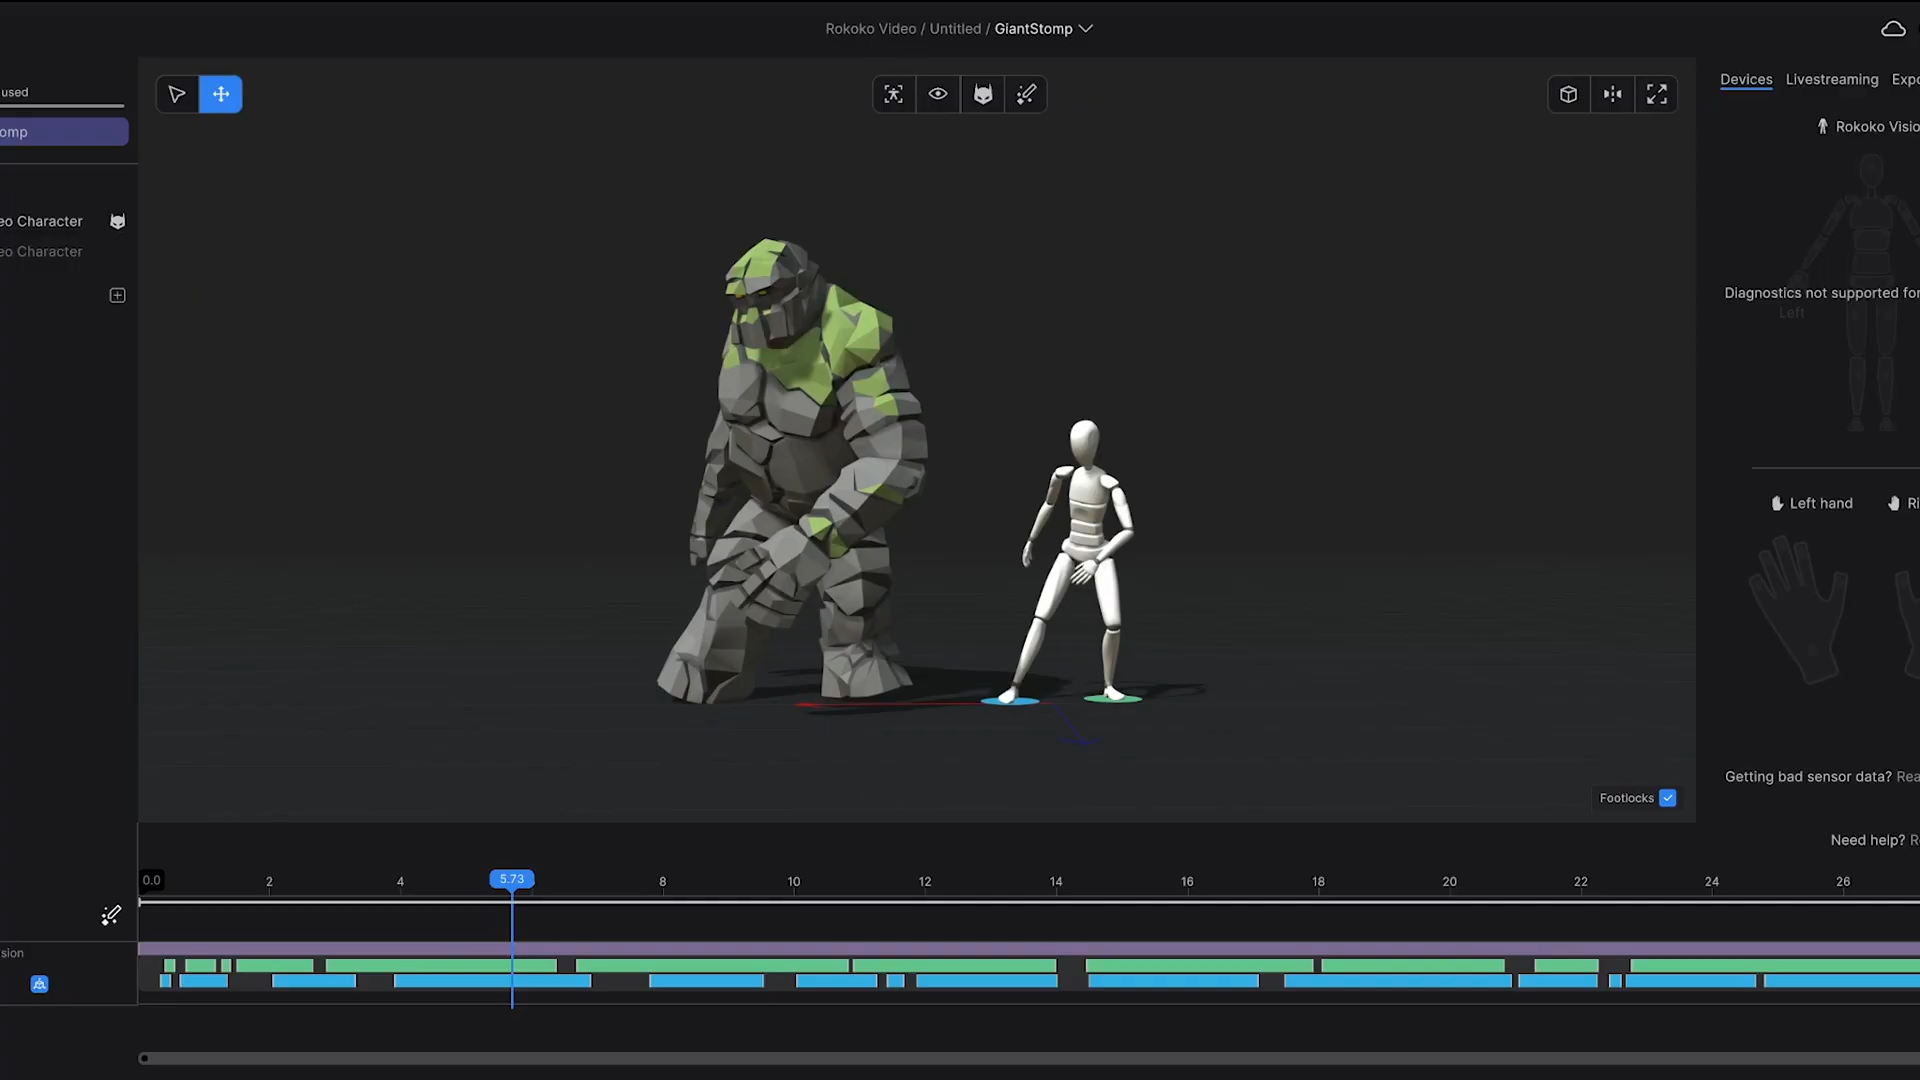 Rokoko Video / Untitled / GiantStomp
used
omp
eo Character
eo Character
Devices Livestreaming Expo
Rokoko Visio
Diagnostics not supported for
Left
Left hand Ri
Getting bad sensor data? Rea
Footlocks
Need help? R
0.0 2 4 5.73 8 10 12 14 16 18 20 22 24 26
sion